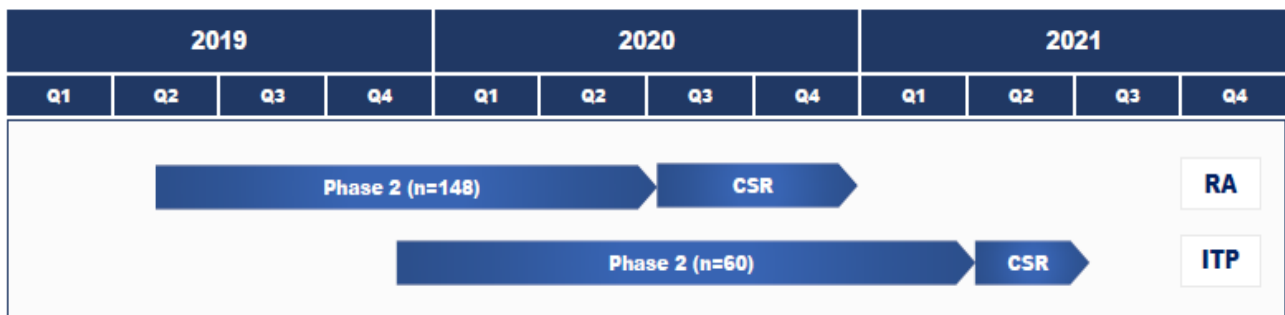 2019 2020 2021
Q1 Q2 Q3 Q4 Q1 Q2 Q3 Q4 Q1 Q2 Q3 Q4
Phase 2 (n=148) CSR RA
Phase 2 (n=60) CSR ITP